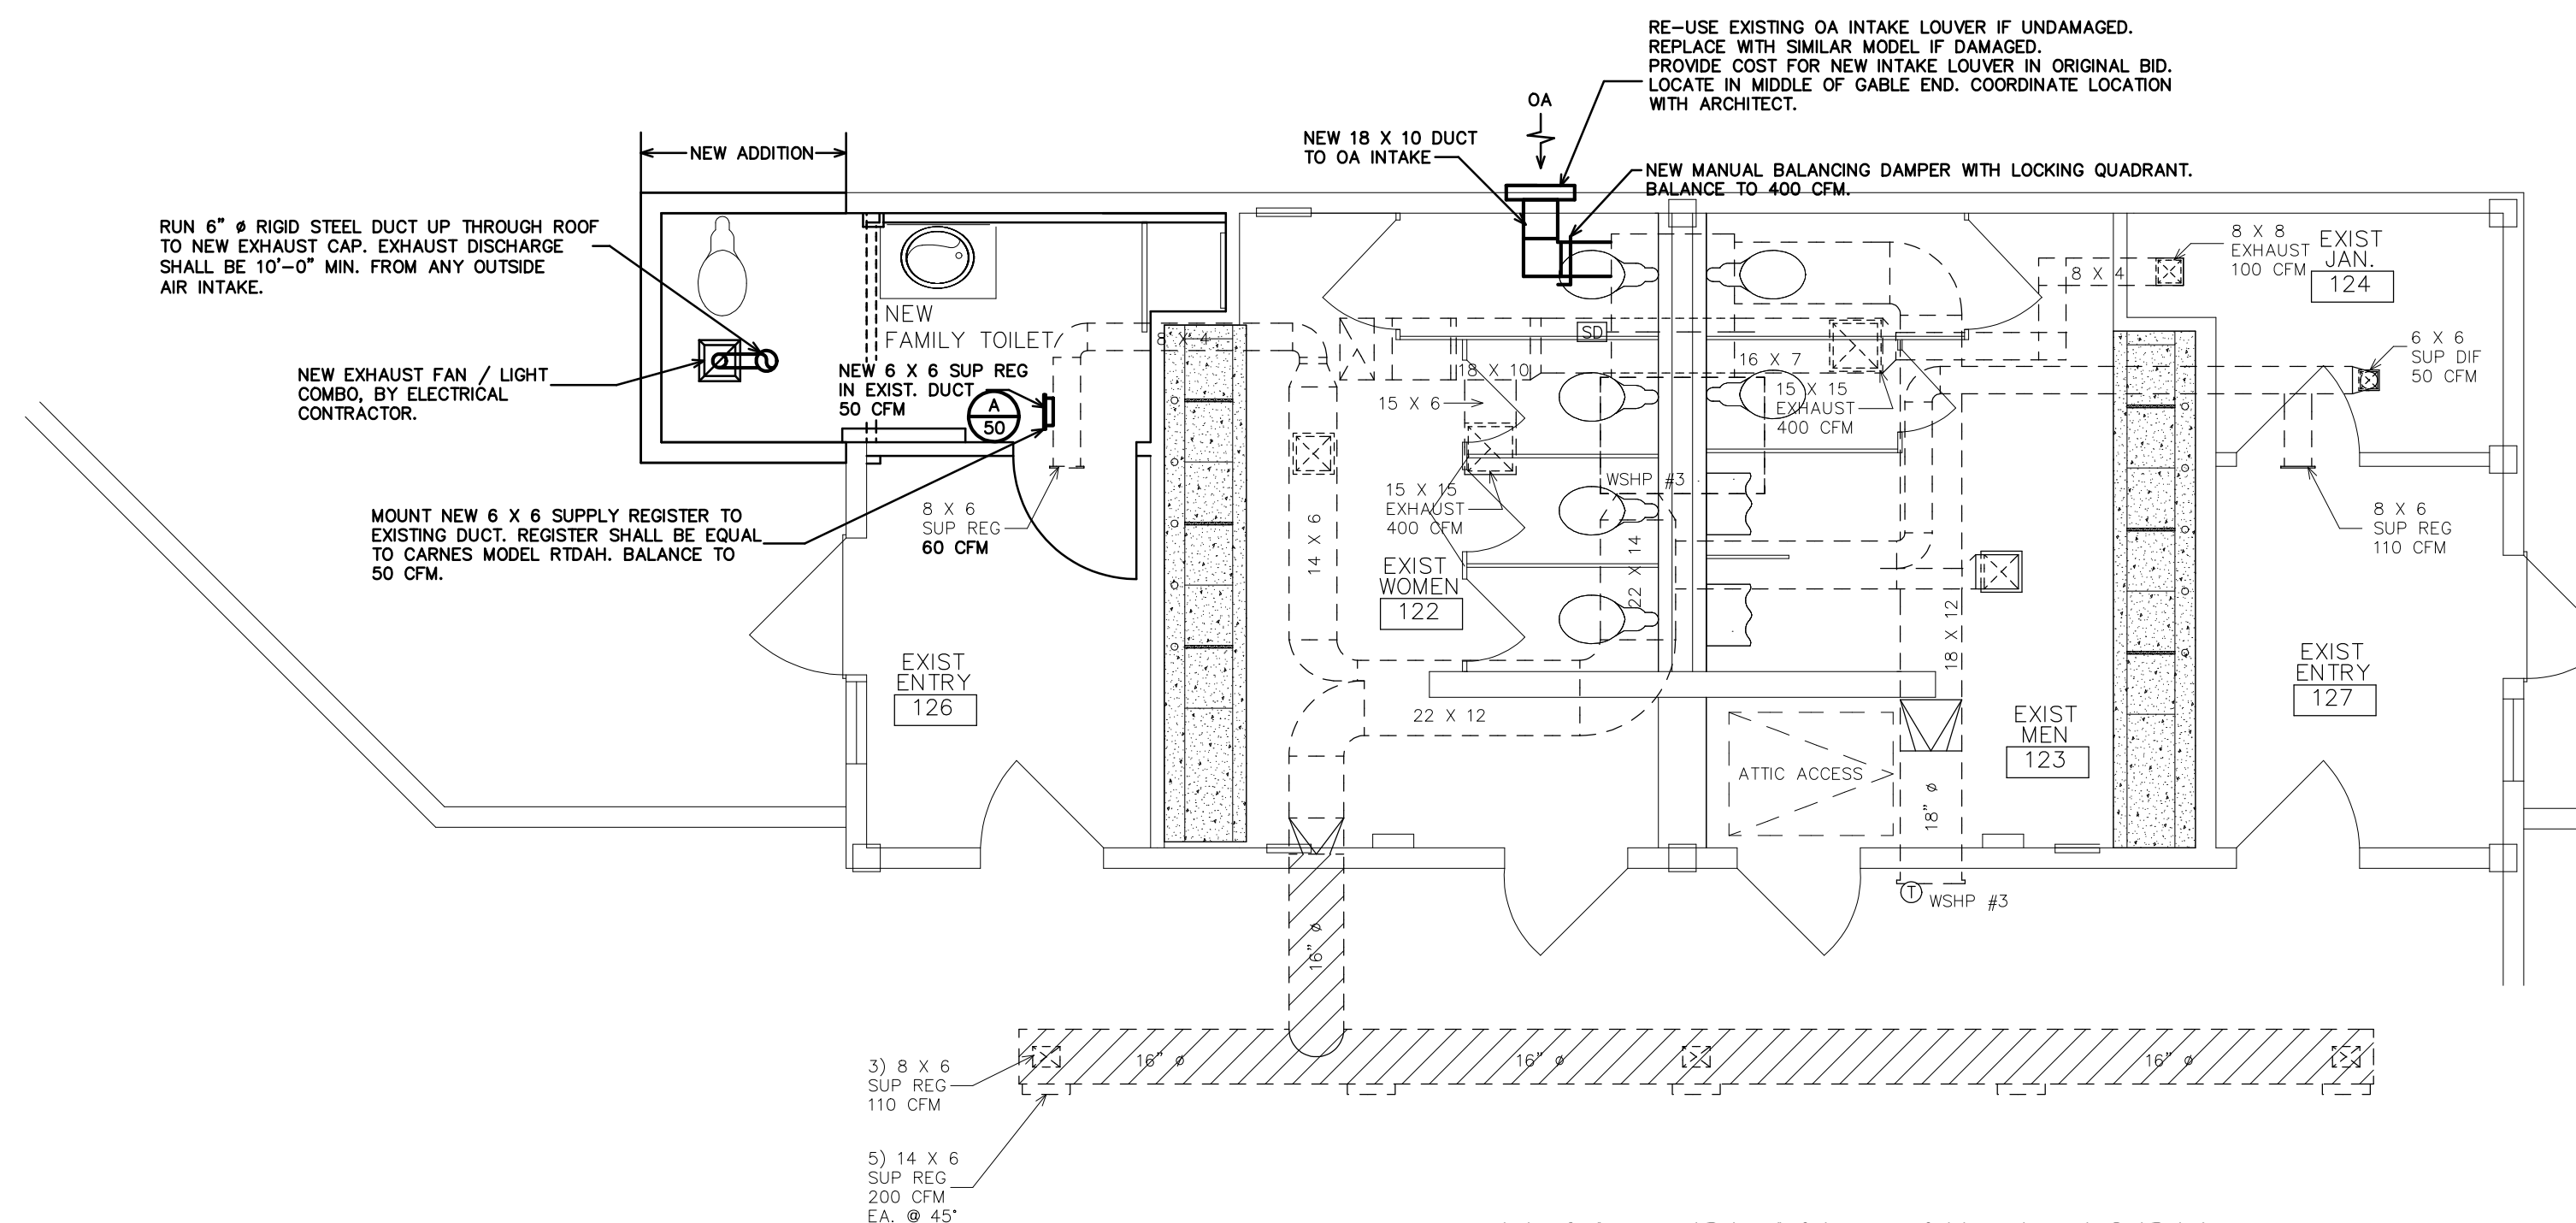 RE-USE EXISTING OA INTAKE LOUVER IF UNDAMAGED.
REPLACE WITH SIMILAR MODEL IF DAMAGED.
PROVIDE COST FOR NEW INTAKE LOUVER IN ORIGINAL BID.
LOCATE IN MIDDLE OF GABLE END. COORDINATE LOCATION
WITH ARCHITECT.
OA
NEW 18 X 10 DUCT
TO OA INTAKE
NEW MANUAL BALANCING DAMPER WITH LOCKING QUADRANT.
BALANCE TO 400 CFM.
NEW ADDITION
RUN 6" ø RIGID STEEL DUCT UP THROUGH ROOF
TO NEW EXHAUST CAP. EXHAUST DISCHARGE
SHALL BE 10'-0" MIN. FROM ANY OUTSIDE
AIR INTAKE.
NEW EXHAUST FAN / LIGHT
COMBO, BY ELECTRICAL
CONTRACTOR.
NEW
FAMILY TOILET
8 X 4
NEW 6 X 6 SUP REG
IN EXIST. DUCT
50 CFM
A
50
MOUNT NEW 6 X 6 SUPPLY REGISTER TO
EXISTING DUCT. REGISTER SHALL BE EQUAL
TO CARNES MODEL RTDAH. BALANCE TO
50 CFM.
8 X 6
SUP REG
60 CFM
EXIST
ENTRY
126
14 X 6
SD
18 X 10
15 X 6
15 X 15
EXHAUST
400 CFM
EXIST
WOMEN
122
22 X 14
22 X 12
WSHP #3
16 X 7
15 X 15
EXHAUST
400 CFM
8 X 4
8 X 8
EXHAUST
100 CFM
EXIST
JAN.
124
6 X 6
SUP DIF
50 CFM
8 X 6
SUP REG
110 CFM
18 X 12
EXIST
MEN
123
EXIST
ENTRY
127
ATTIC ACCESS
18" ø
T
WSHP #3
16" ø
16" ø
16" ø
16" ø
3) 8 X 6
SUP REG
110 CFM
5) 14 X 6
SUP REG
200 CFM
EA. @ 45°